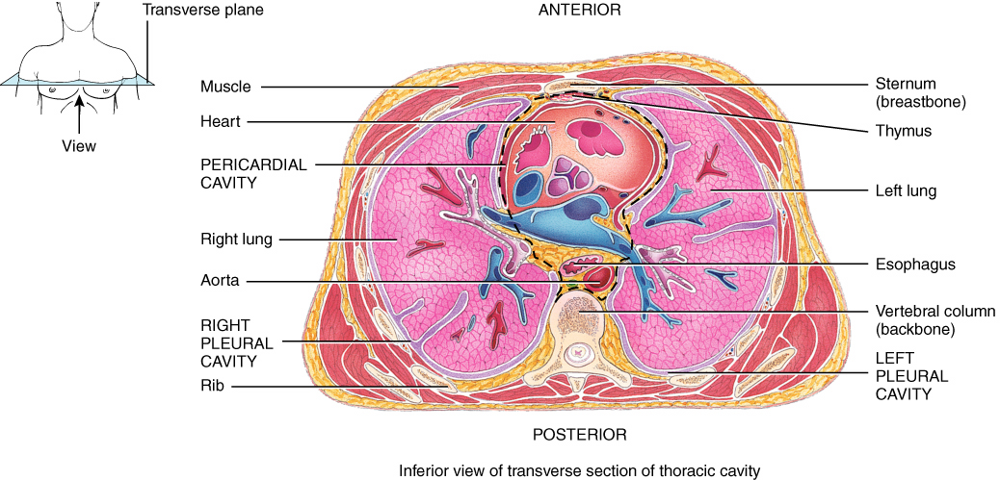 Transverse plane
View
ANTERIOR
Muscle
Heart
PERICARDIAL
CAVITY
Right lung
Aorta
RIGHT
PLEURAL
CAVITY
Rib
Sternum
(breastbone)
Thymus
Left lung
Esophagus
Vertebral column
(backbone)
LEFT
PLEURAL
CAVITY
POSTERIOR
Inferior view of transverse section of thoracic cavity